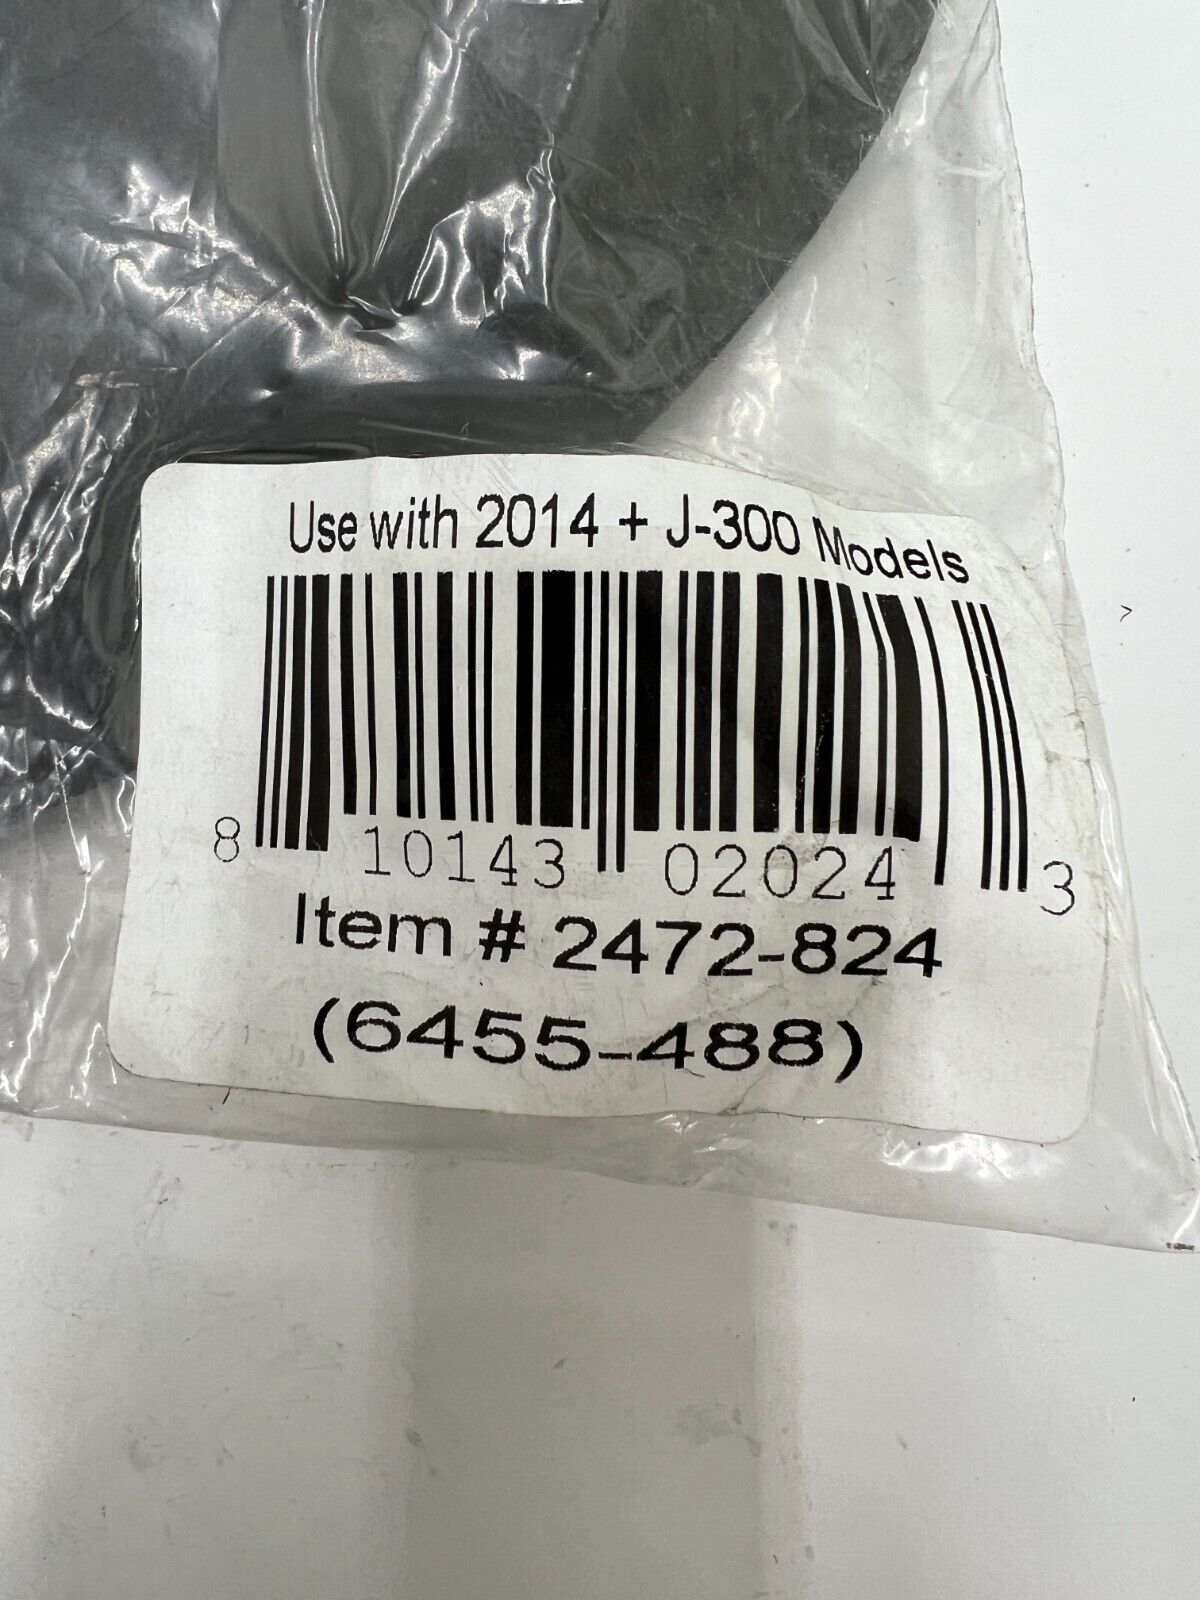 Use with 2014 + J-300 Models
8 10143 02024 3
Item # 2472-824
(6455-488)